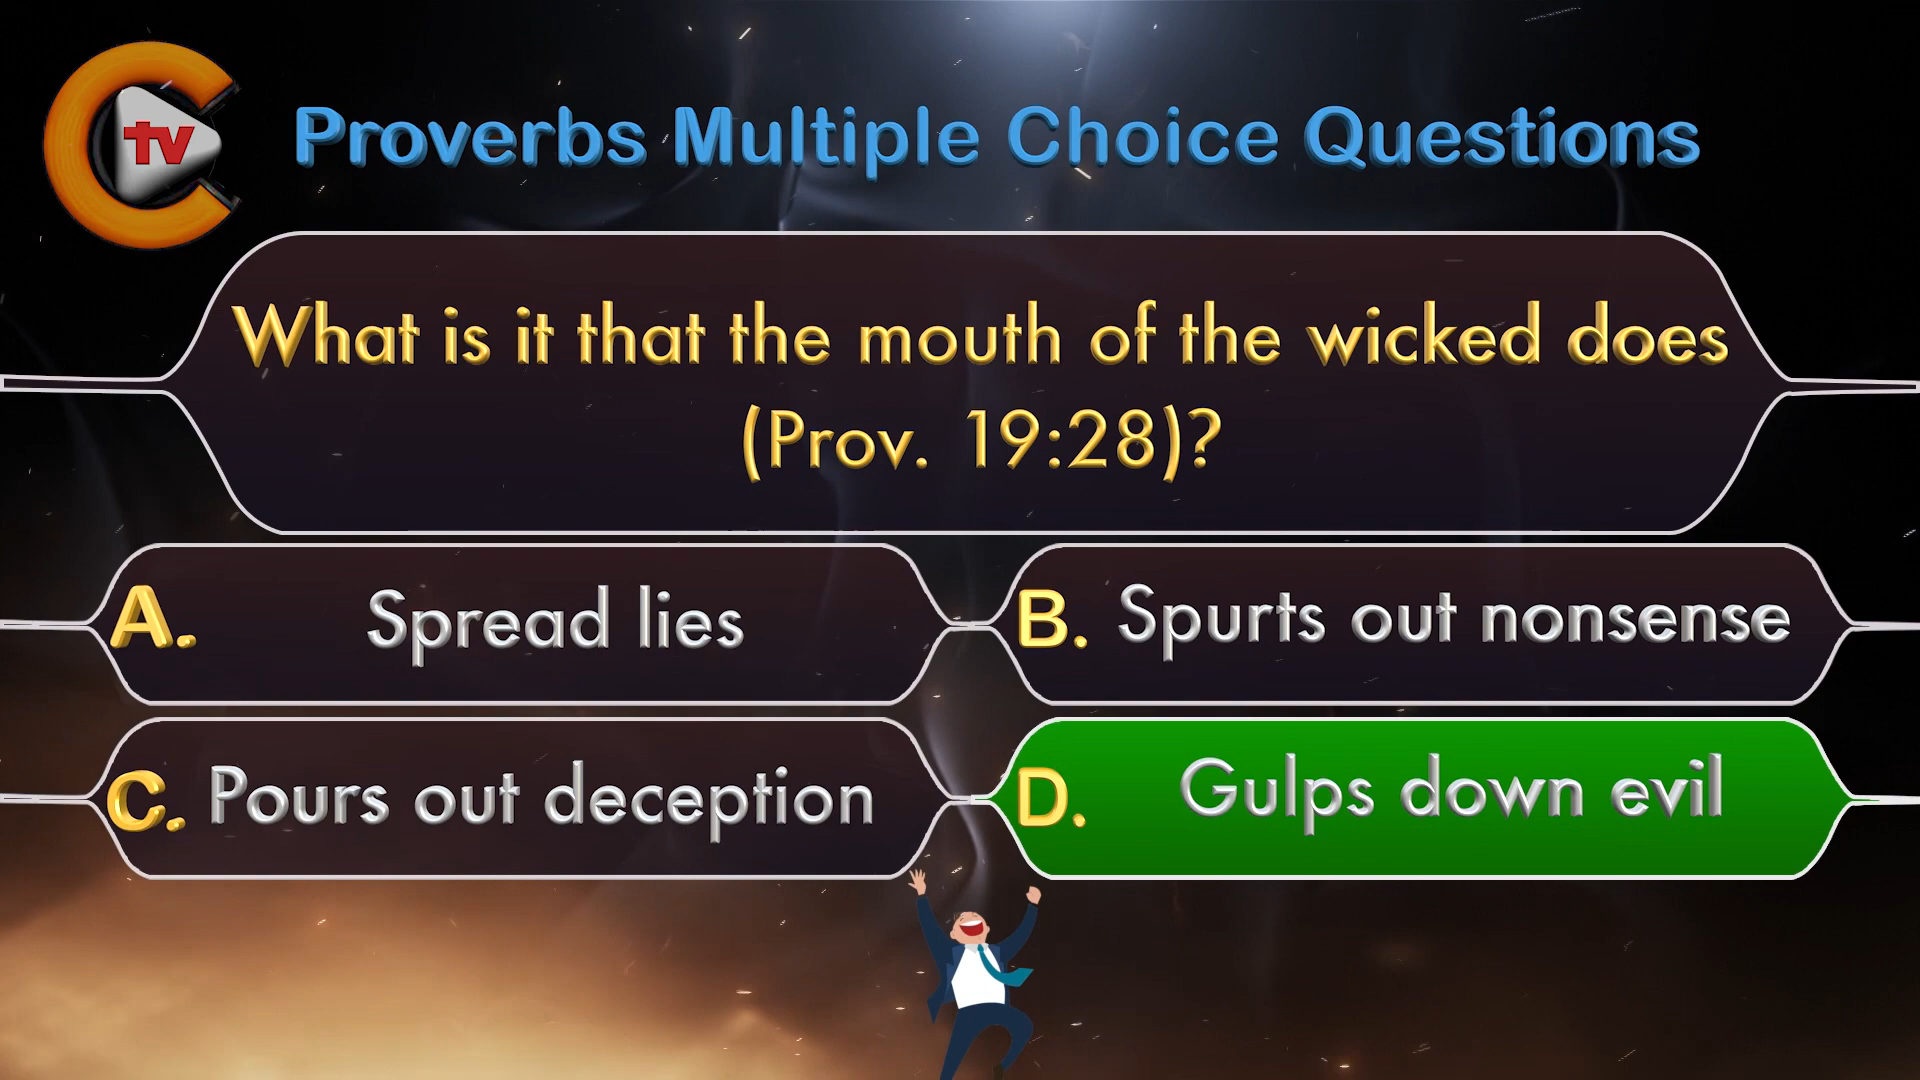 tv
Proverbs Multiple Choice Questions
What is it that the mouth of the wicked does
(Prov. 19:28)?
A. Spread lies
B. Spurts out nonsense
C. Pours out deception
D. Gulps down evil